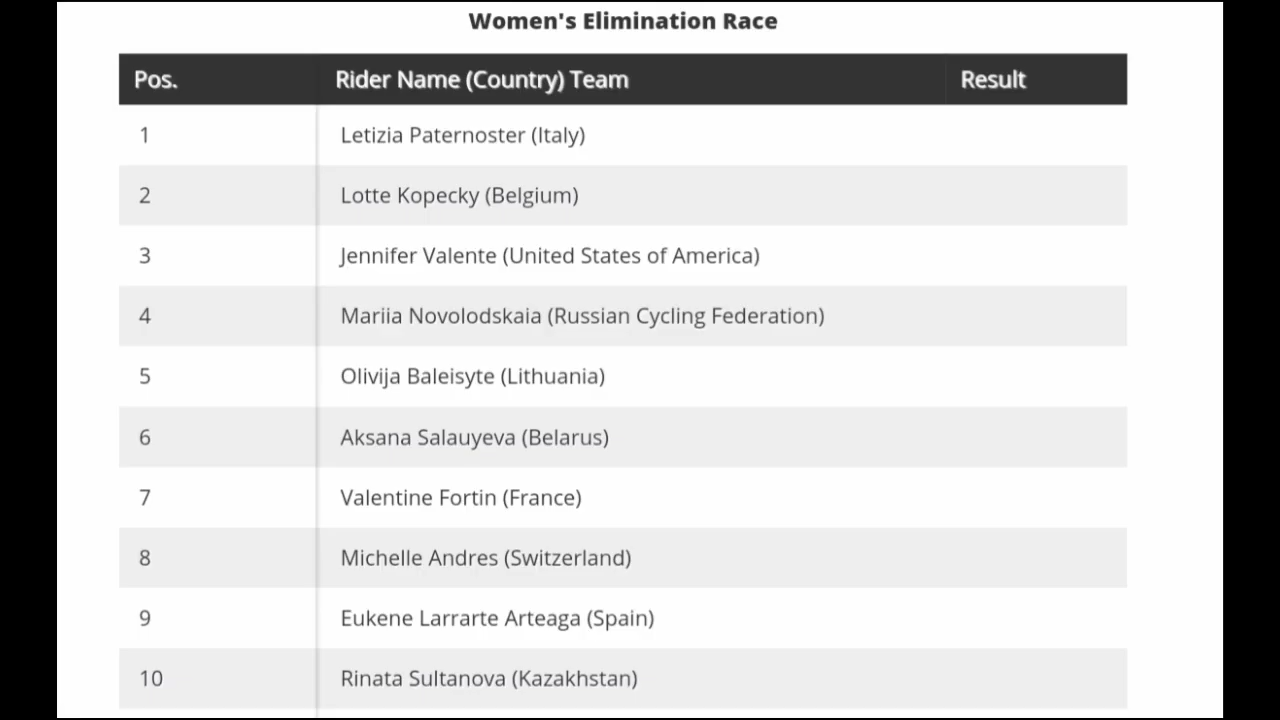 Women's Elimination Race
Pos. Rider Name (Country) Team Result
1 Letizia Paternoster (Italy)
2 Lotte Kopecky (Belgium)
3 Jennifer Valente (United States of America)
4 Mariia Novolodskaia (Russian Cycling Federation)
5 Olivija Baleisyte (Lithuania)
6 Aksana Salauyeva (Belarus)
7 Valentine Fortin (France)
8 Michelle Andres (Switzerland)
9 Eukene Larrarte Arteaga (Spain)
10 Rinata Sultanova (Kazakhstan)